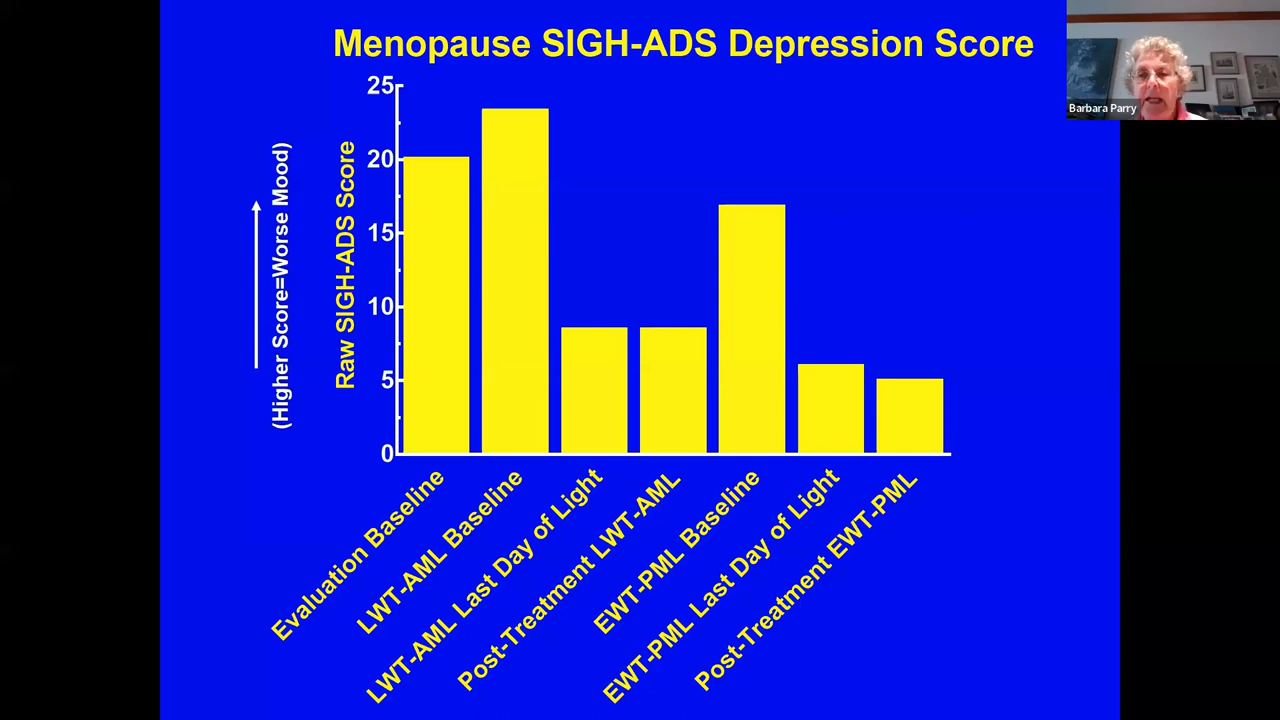 Menopause SIGH-ADS Depression Score
Barbara Parry
(Higher Score=Worse Mood)
Raw SIGH-ADS Score
25
20
15
10
5
0
Evaluation Baseline
LWT-AML Baseline
LWT-AML Last Day of Light
Post-Treatment LWT-AML
EWT-PML Baseline
EWT-PML Last Day of Light
Post-Treatment EWT-PML